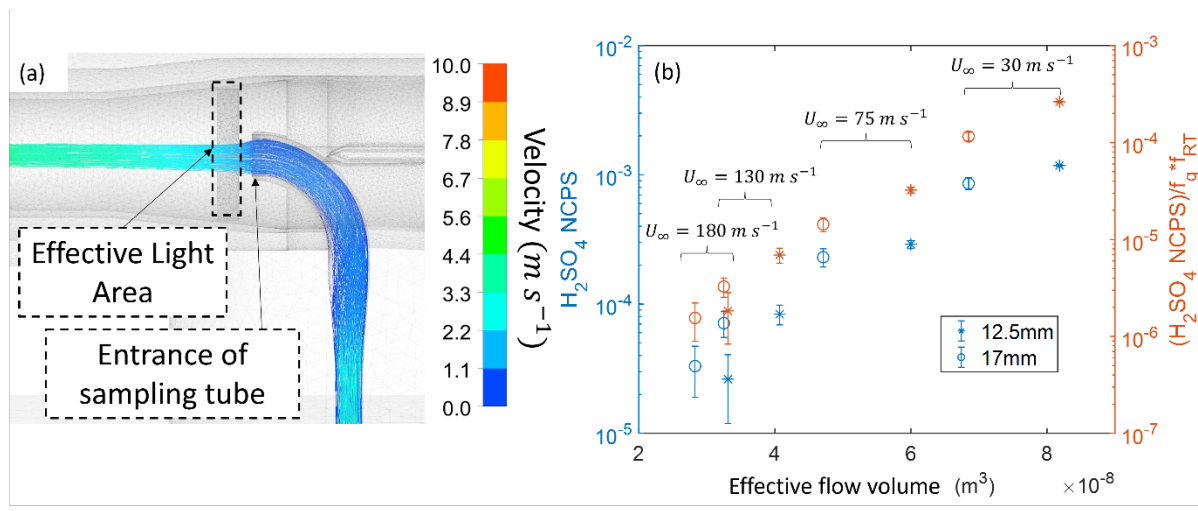 (a)
Effective Light
Area
Entrance of
sampling tube
10.0
8.9
7.8
6.7
5.6
4.4
3.3
2.2
1.1
0.0
Velocity (m s⁻¹)
(b)
H₂SO₄ NCPS
10⁻²
10⁻³
10⁻⁴
10⁻⁵
U∞ = 30 m s⁻¹
U∞ = 75 m s⁻¹
U∞ = 130 m s⁻¹
U∞ = 180 m s⁻¹
12.5mm
17mm
10⁻³
10⁻⁴
10⁻⁵
10⁻⁶
10⁻⁷
(H₂SO₄ NCPS)/f_q*f_RT
2 4 6 8
Effective flow volume (m³) ×10⁻⁸